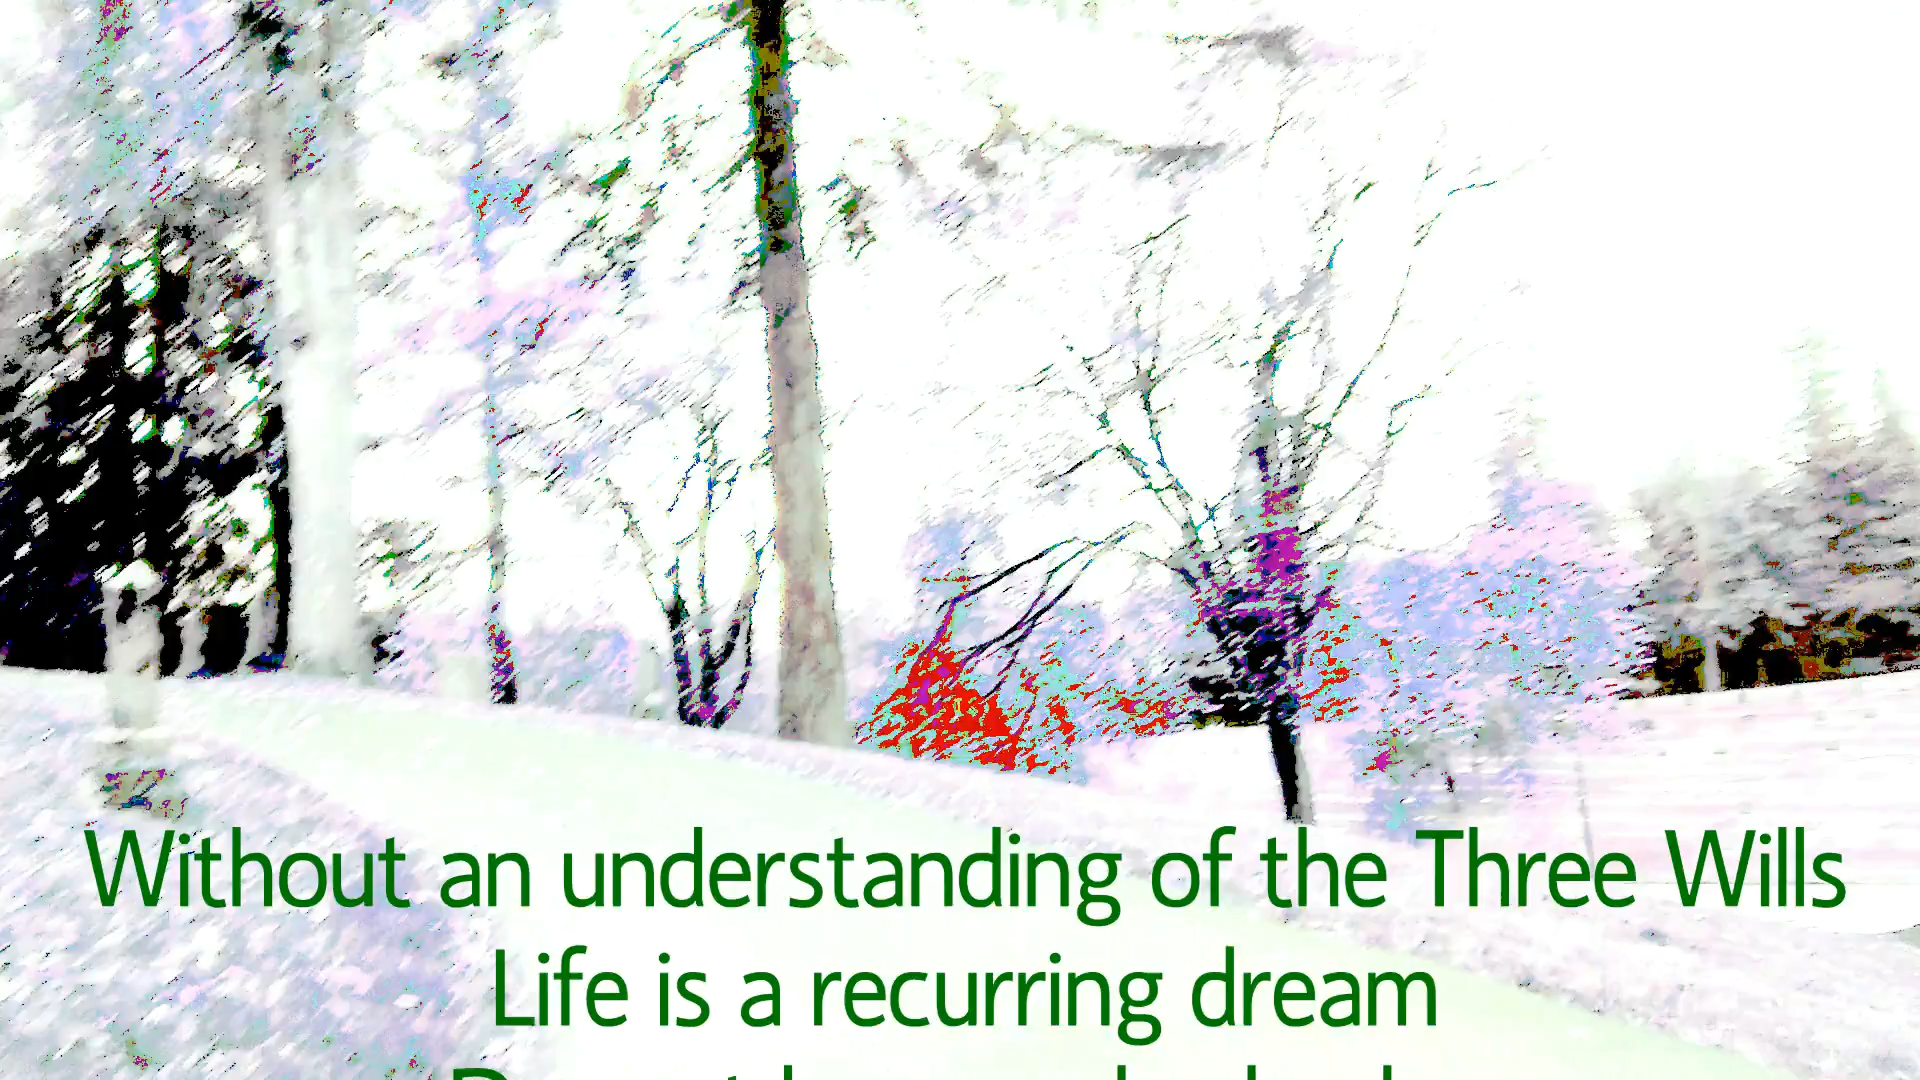 Without an understanding of the Three Wills
Life is a recurring dream